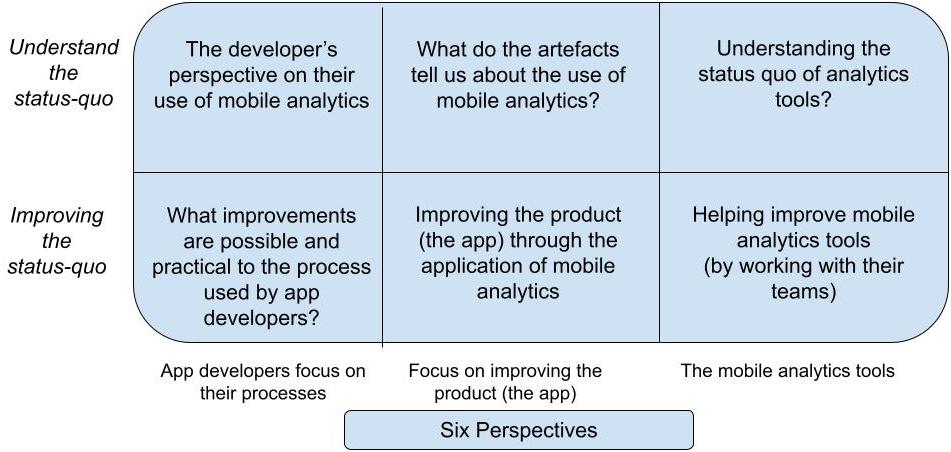 Understand
the
status-quo
The developer's
perspective on their
use of mobile analytics
What do the artefacts
tell us about the use of
mobile analytics?
Understanding the
status quo of analytics
tools?
Improving
the
status-quo
What improvements
are possible and
practical to the process
used by app
developers?
Improving the product
(the app) through the
application of mobile
analytics
Helping improve mobile
analytics tools
(by working with their
teams)
App developers focus on
their processes
Focus on improving the
product (the app)
The mobile analytics tools
Six Perspectives